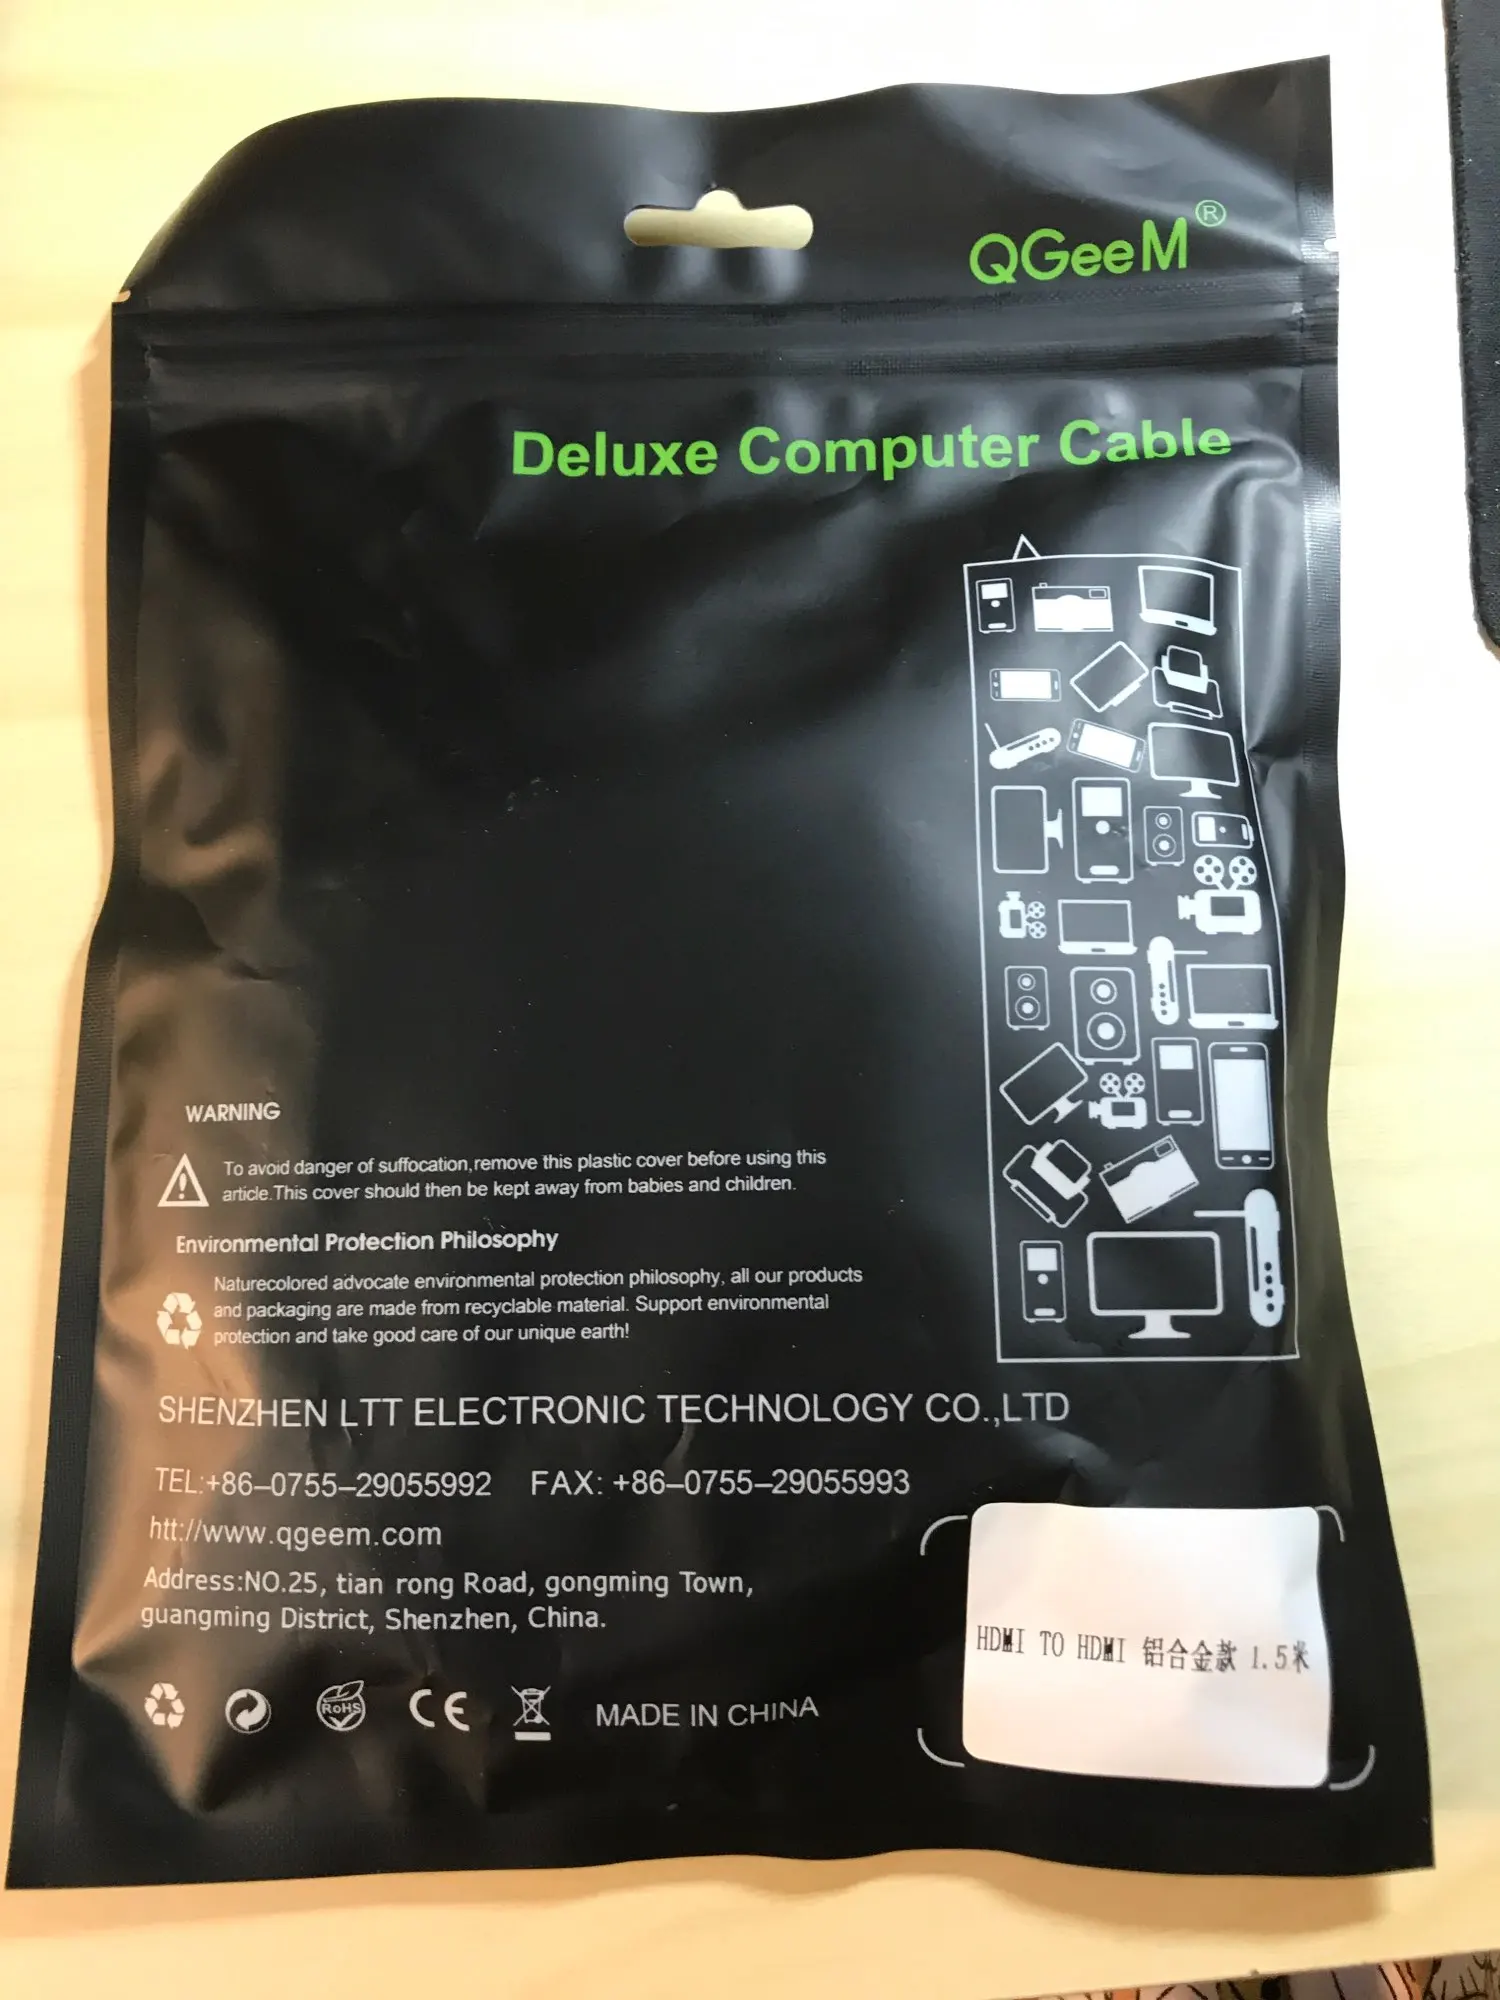 QGeeM®
Deluxe Computer Cable
WARNING
To avoid danger of suffocation,remove this plastic cover before using this
article.This cover should then be kept away from babies and children.
Environmental Protection Philosophy
Naturecolored advocate environmental protection philosophy, all our products
and packaging are made from recyclable material. Support environmental
protection and take good care of our unique earth!
SHENZHEN LTT ELECTRONIC TECHNOLOGY CO.,LTD
TEL:+86–0755–29055992 FAX: +86–0755–29055993
htt://www.qgeem.com
Address:NO.25, tian rong Road, gongming Town,
guangming District, Shenzhen, China.
HDMI TO HDMI 铝合金款 1.5米
RoHS CE MADE IN CHINA